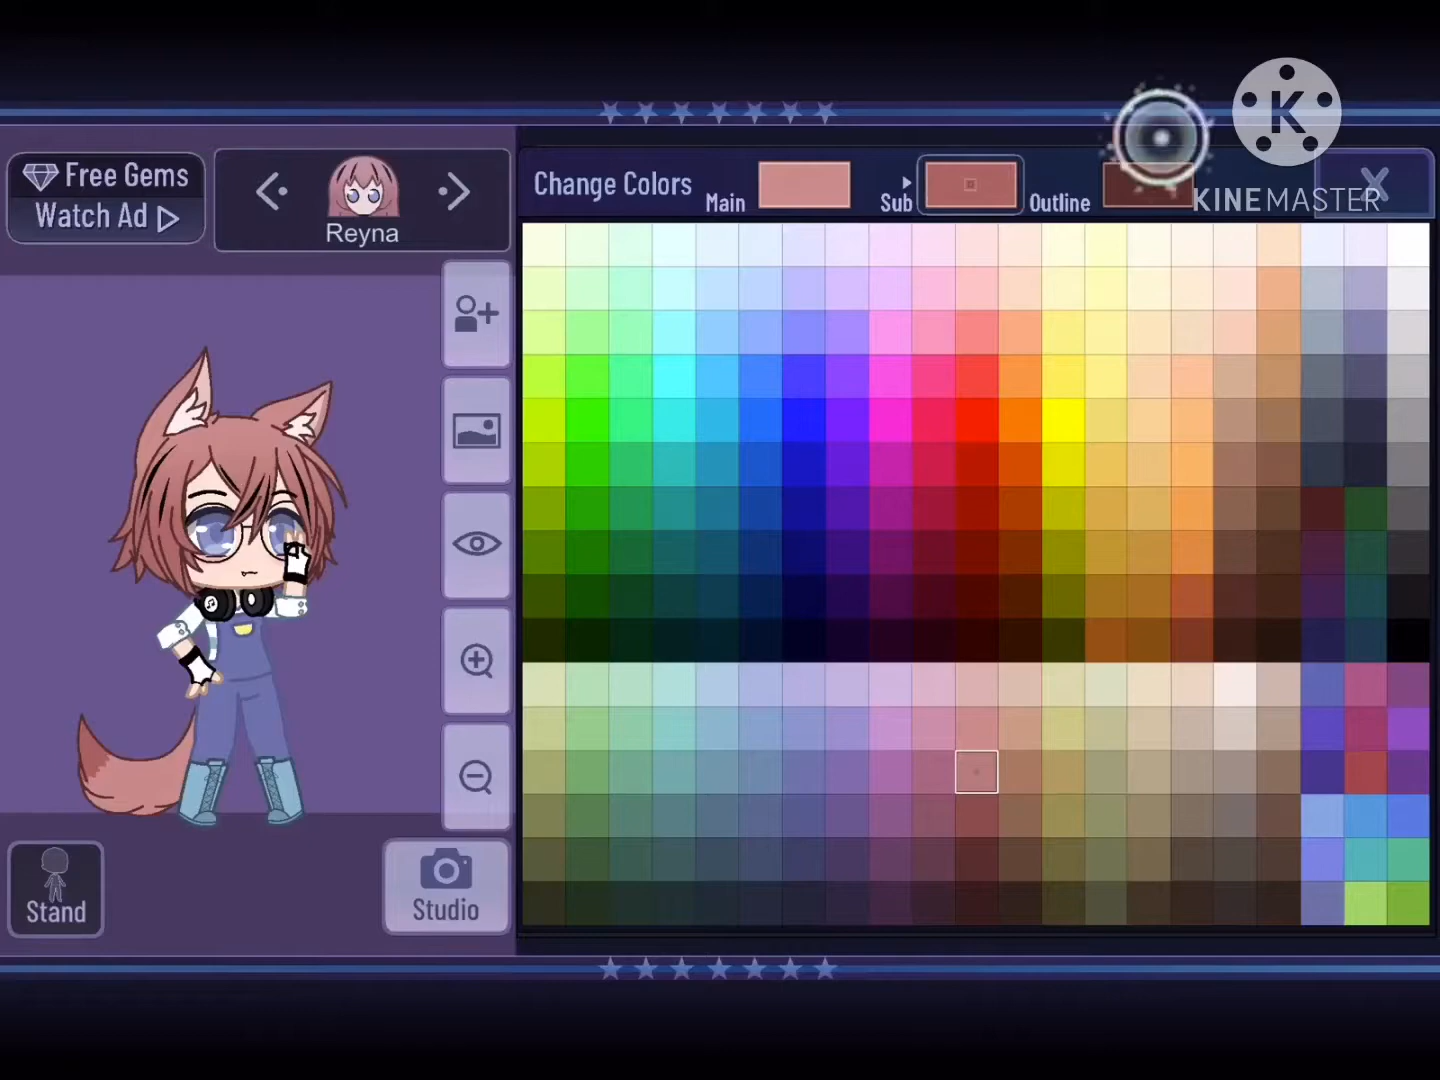 Free Gems
Watch Ad
Reyna
Change Colors
Main
Sub
Outline
X
K
KINEMASTER
Stand
Studio